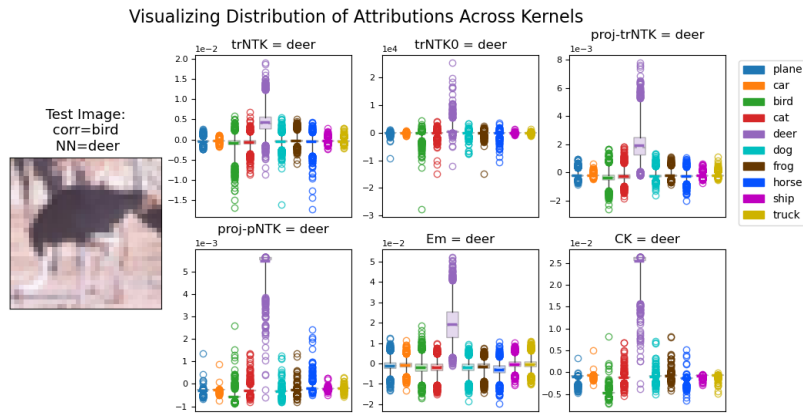 Visualizing Distribution of Attributions Across Kernels
Test Image:
corr=bird
NN=deer
trNTK = deer
1e−2
2.0
1.5
1.0
0.5
0.0
−0.5
−1.0
−1.5
trNTK0 = deer
1e4
3
2
1
0
−1
−2
−3
proj-trNTK = deer
1e−3
8
6
4
2
0
−2
plane
car
bird
cat
deer
dog
frog
horse
ship
truck
proj-pNTK = deer
1e−3
5
4
3
2
1
0
−1
Em = deer
1e−2
5
4
3
2
1
0
−1
−2
CK = deer
1e−2
2.5
2.0
1.5
1.0
0.5
0.0
−0.5